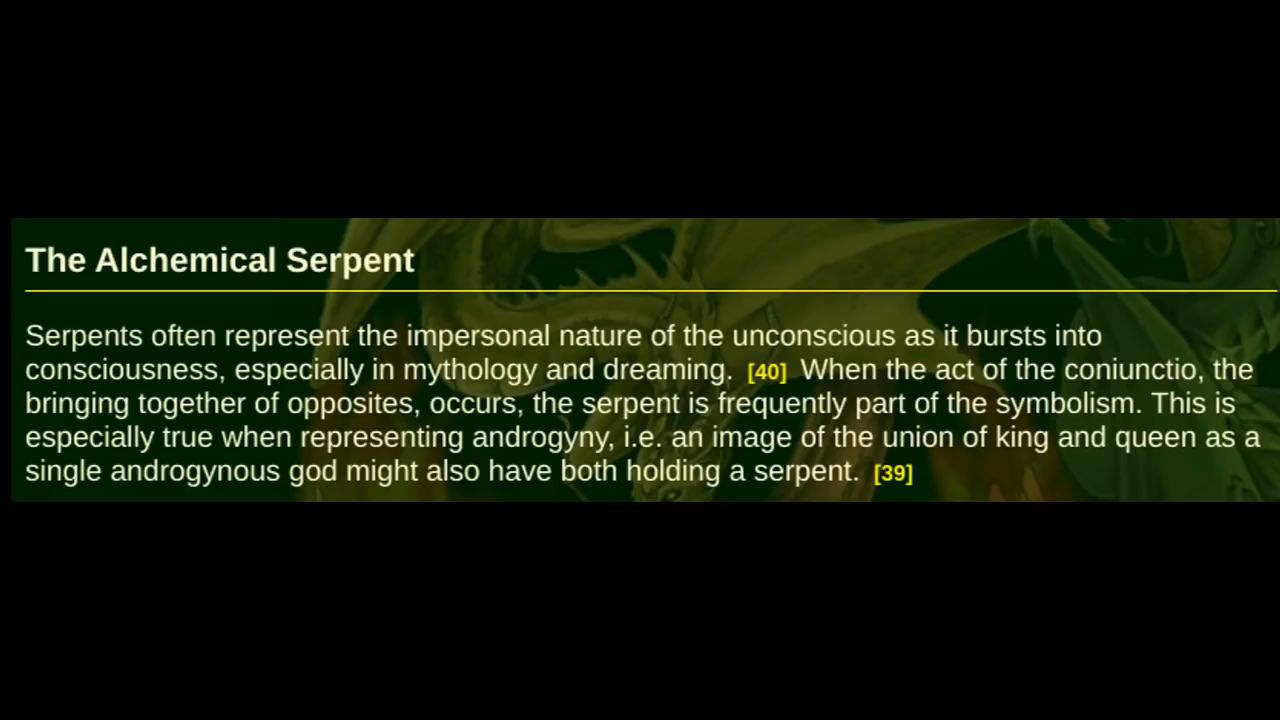 The Alchemical Serpent
Serpents often represent the impersonal nature of the unconscious as it bursts into
consciousness, especially in mythology and dreaming. [40] When the act of the coniunctio, the
bringing together of opposites, occurs, the serpent is frequently part of the symbolism. This is
especially true when representing androgyny, i.e. an image of the union of king and queen as a
single androgynous god might also have both holding a serpent. [39]